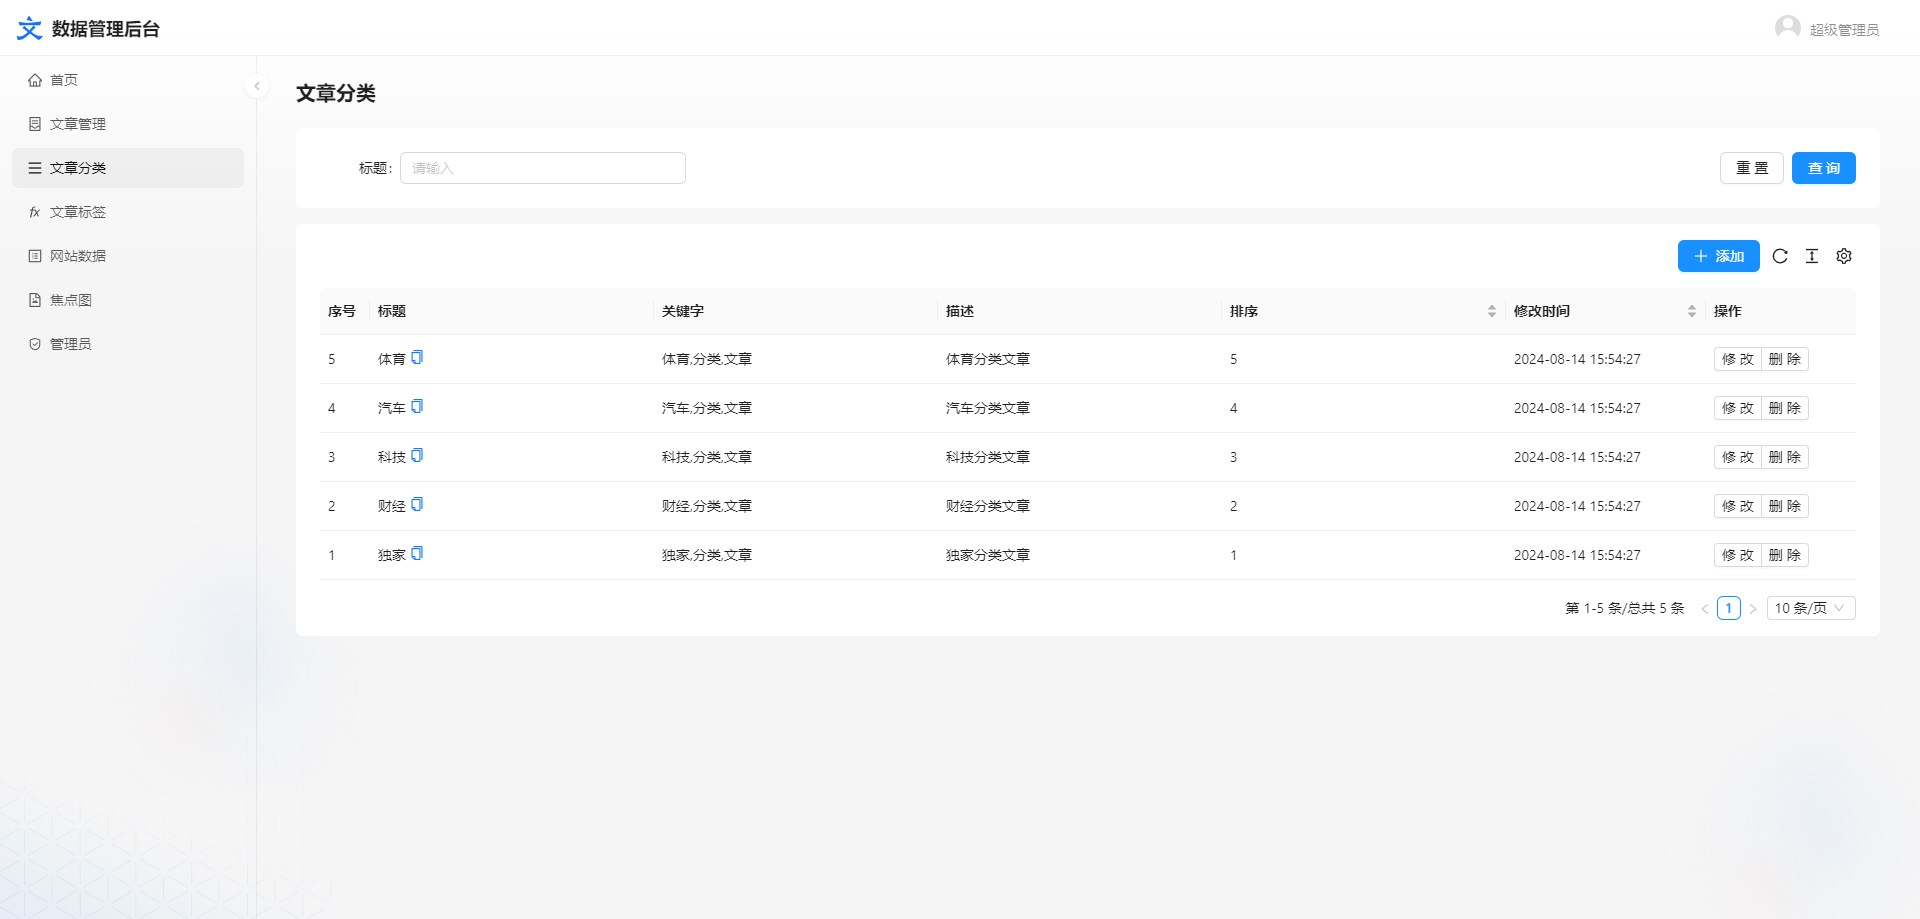 文 数据管理后台
超级管理员
首页
文章管理
文章分类
fx 文章标签
网站数据
焦点图
管理员
文章分类
标题: 请输入
重 置 查 询
添加
序号 标题 关键字 描述 排序 修改时间 操作
5 体育 体育,分类,文章 体育分类文章 5 2024-08-14 15:54:27 修 改 删 除
4 汽车 汽车,分类,文章 汽车分类文章 4 2024-08-14 15:54:27 修 改 删 除
3 科技 科技,分类,文章 科技分类文章 3 2024-08-14 15:54:27 修 改 删 除
2 财经 财经,分类,文章 财经分类文章 2 2024-08-14 15:54:27 修 改 删 除
1 独家 独家,分类,文章 独家分类文章 1 2024-08-14 15:54:27 修 改 删 除
第 1-5 条/总共 5 条 < 1 > 10 条/页